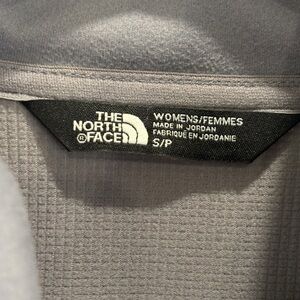 THE
NORTH
®FACE
WOMENS/FEMMES
MADE IN JORDAN
FABRIQUÉ EN JORDANIE
S/P